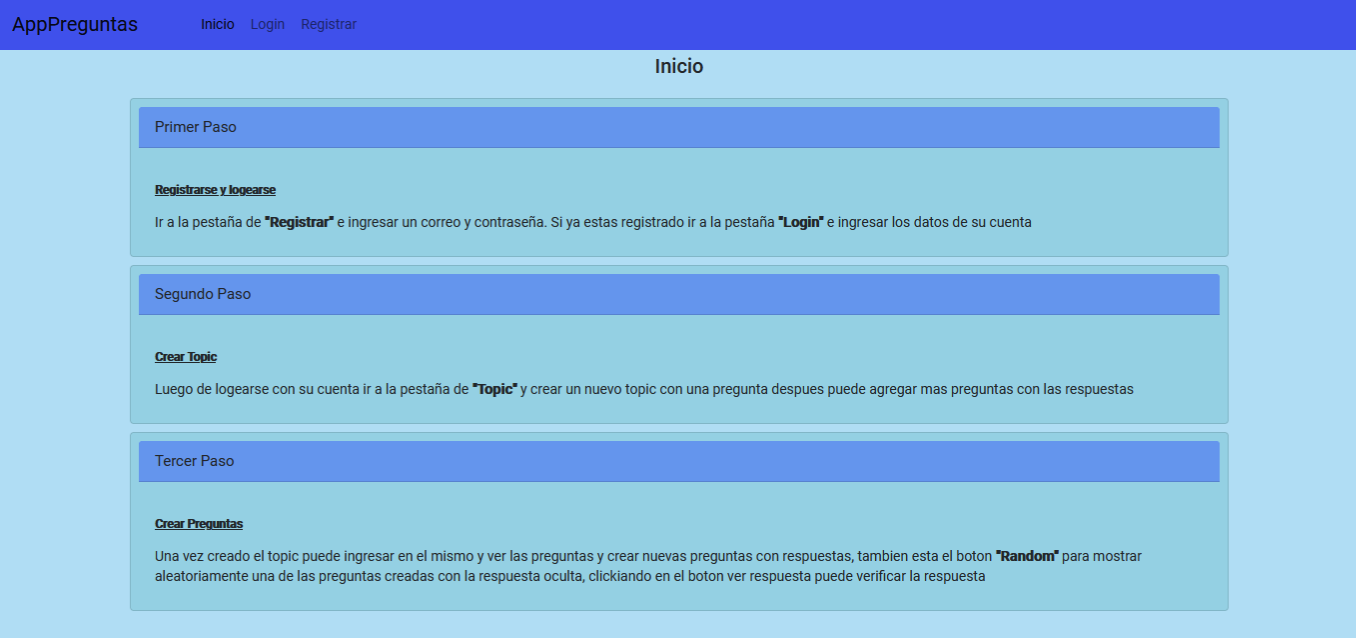 AppPreguntas Inicio Login Registrar
Inicio
Primer Paso
Registrarse y logearse
Ir a la pestaña de "Registrar" e ingresar un correo y contraseña. Si ya estas registrado ir a la pestaña "Login" e ingresar los datos de su cuenta
Segundo Paso
Crear Topic
Luego de logearse con su cuenta ir a la pestaña de "Topic" y crear un nuevo topic con una pregunta despues puede agregar mas preguntas con las respuestas
Tercer Paso
Crear Preguntas
Una vez creado el topic puede ingresar en el mismo y ver las preguntas y crear nuevas preguntas con respuestas, tambien esta el boton "Random" para mostrar
aleatoriamente una de las preguntas creadas con la respuesta oculta, clickiando en el boton ver respuesta puede verificar la respuesta